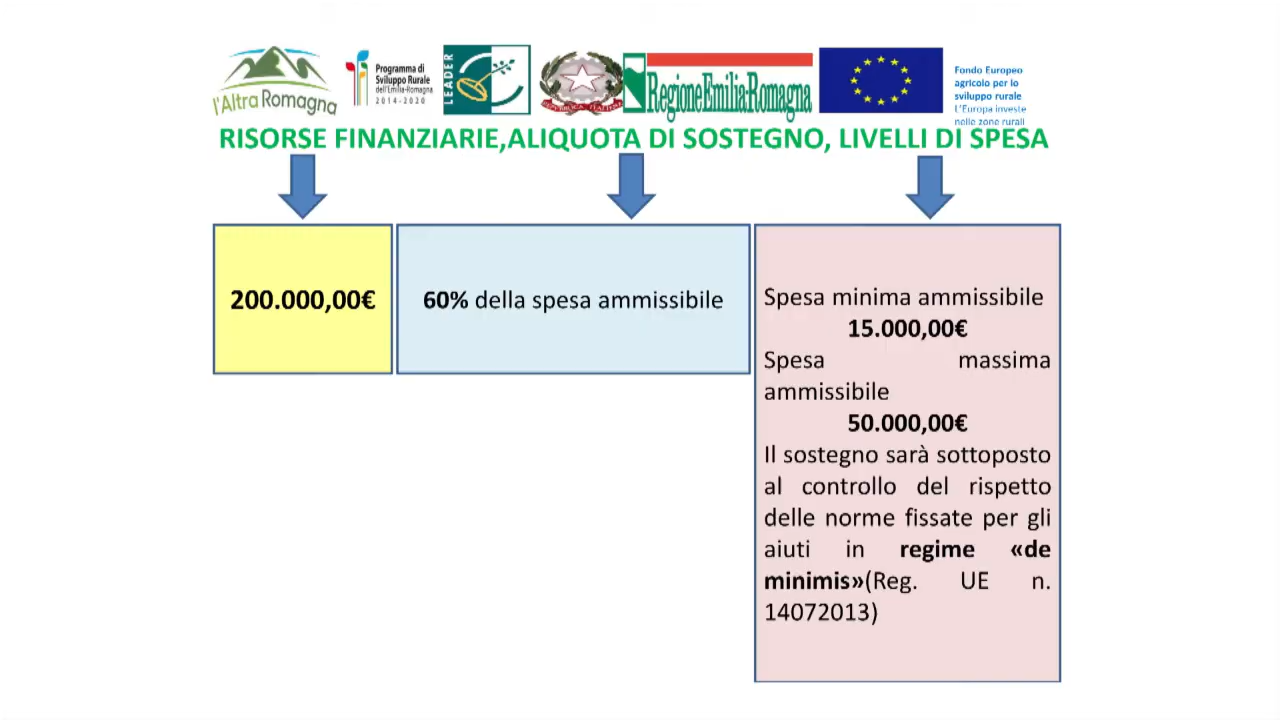 l'Altra Romagna
Programma di
Sviluppo Rurale
dell'Emilia-Romagna
2014-2020
LEADER
REPUBBLICA ITALIANA
RegioneEmilia-Romagna
Fondo Europeo
agricolo per lo
sviluppo rurale
L'Europa investe
nelle zone rurali
RISORSE FINANZIARIE,ALIQUOTA DI SOSTEGNO, LIVELLI DI SPESA
200.000,00€
60% della spesa ammissibile
Spesa minima ammissibile
15.000,00€
Spesa massima
ammissibile
50.000,00€
Il sostegno sarà sottoposto
al controllo del rispetto
delle norme fissate per gli
aiuti in regime «de
minimis»(Reg. UE n.
14072013)